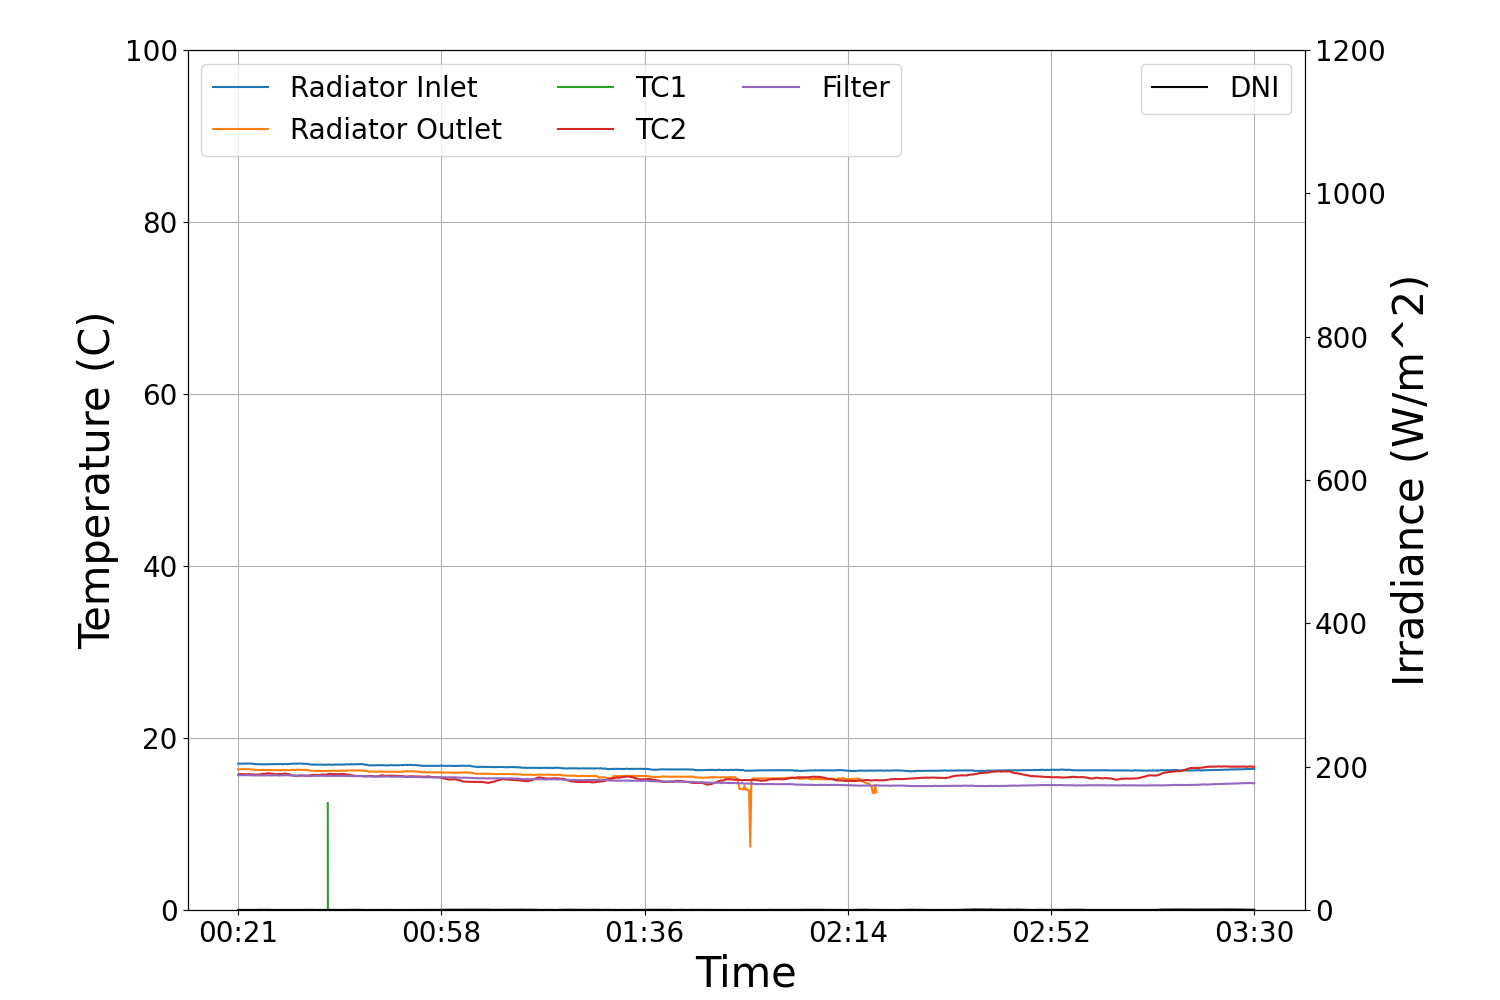 100
80
60
40
20
0
Temperature (C)
Radiator Inlet
Radiator Outlet
TC1
TC2
Filter
DNI
1200
1000
800
600
400
200
0
Irradiance (W/m^2)
00:21 00:58 01:36 02:14 02:52 03:30
Time